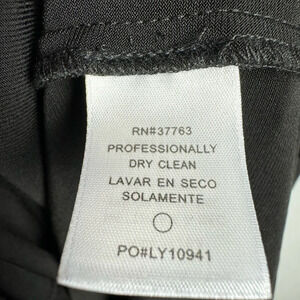 RN#37763
PROFESSIONALLY
DRY CLEAN
LAVAR EN SECO
SOLAMENTE
PO#LY10941